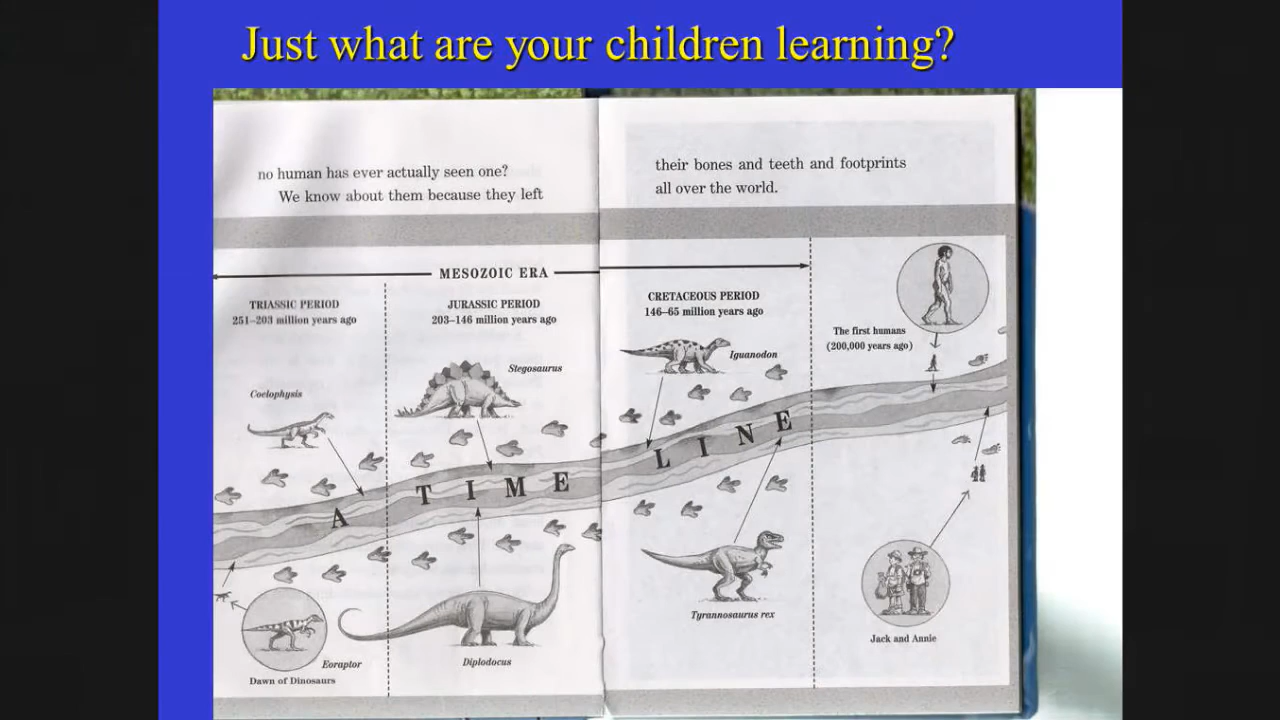 Just what are your children learning?
no human has ever actually seen one?
We know about them because they left
their bones and teeth and footprints
all over the world.
MESOZOIC ERA
TRIASSIC PERIOD
251–203 million years ago
JURASSIC PERIOD
203–146 million years ago
CRETACEOUS PERIOD
146–65 million years ago
The first humans
(200,000 years ago)
Coelophysis
Stegosaurus
Iguanodon
A TIME LINE
Eoraptor
Dawn of Dinosaurs
Diplodocus
Tyrannosaurus rex
Jack and Annie